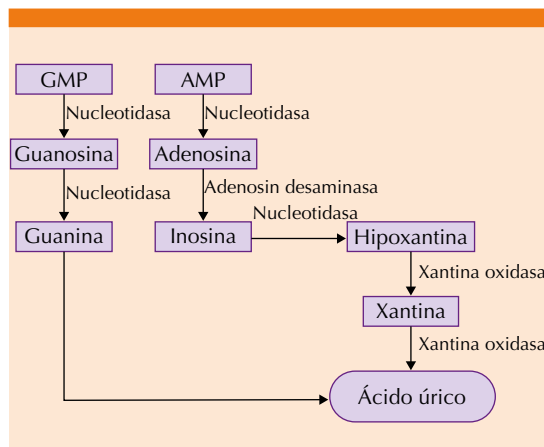 GMP
AMP
Nucleotidasa
Nucleotidasa
Guanosina
Adenosina
Nucleotidasa
Adenosin desaminasa
Nucleotidasa
Guanina
Inosina
Hipoxantina
Xantina oxidasa
Xantina
Xantina oxidasa
Ácido úrico